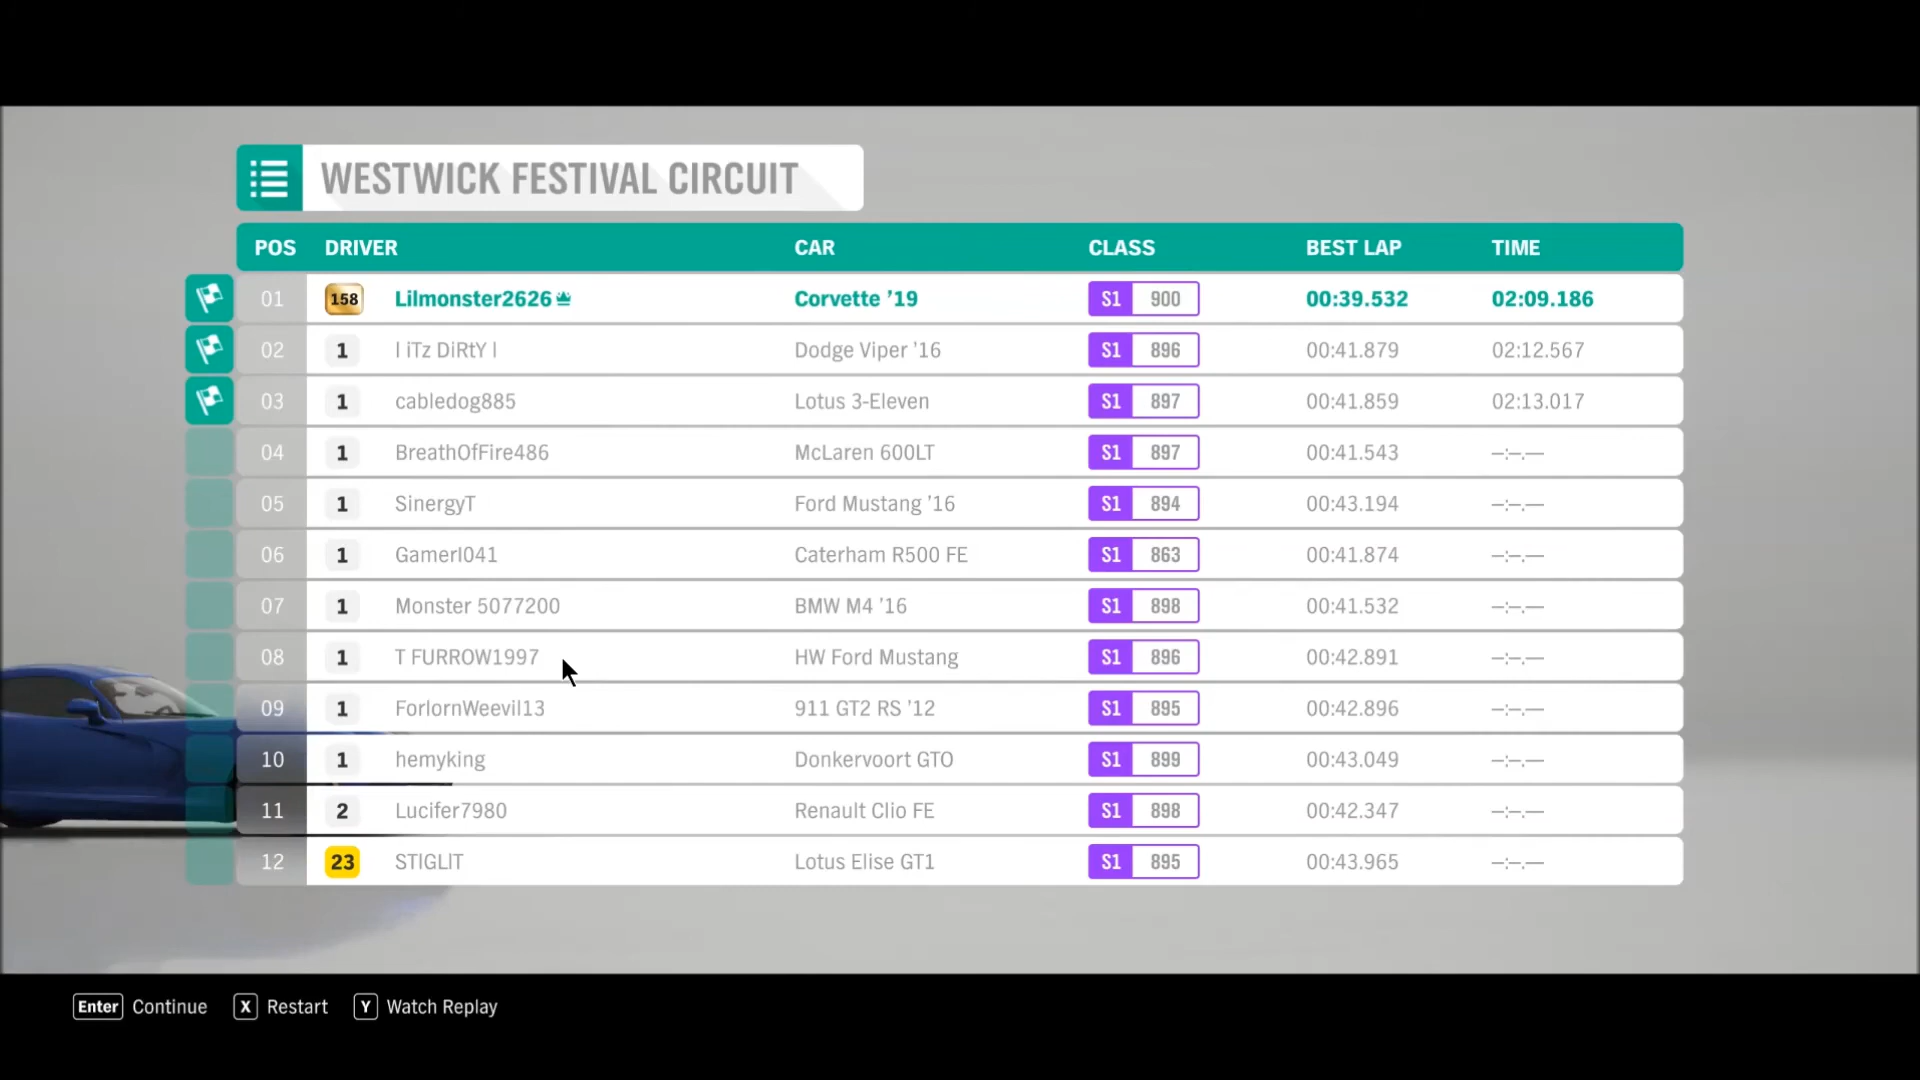 WESTWICK FESTIVAL CIRCUIT
POS DRIVER CAR CLASS BEST LAP TIME
01 158 Lilmonster2626 Corvette ’19 S1 900 00:39.532 02:09.186
02 1 l iTz DiRtY l Dodge Viper ’16 S1 896 00:41.879 02:12.567
03 1 cabledog885 Lotus 3-Eleven S1 897 00:41.859 02:13.017
04 1 BreathOfFire486 McLaren 600LT S1 897 00:41.543 –:–.––
05 1 SinergyT Ford Mustang ’16 S1 894 00:43.194 –:–.––
06 1 Gamerl041 Caterham R500 FE S1 863 00:41.874 –:–.––
07 1 Monster 5077200 BMW M4 ’16 S1 898 00:41.532 –:–.––
08 1 T FURROW1997 HW Ford Mustang S1 896 00:42.891 –:–.––
09 1 ForlornWeevil13 911 GT2 RS ’12 S1 895 00:42.896 –:–.––
10 1 hemyking Donkervoort GTO S1 899 00:43.049 –:–.––
11 2 Lucifer7980 Renault Clio FE S1 898 00:42.347 –:–.––
12 23 STIGLIT Lotus Elise GT1 S1 895 00:43.965 –:–.––
Enter Continue X Restart Y Watch Replay